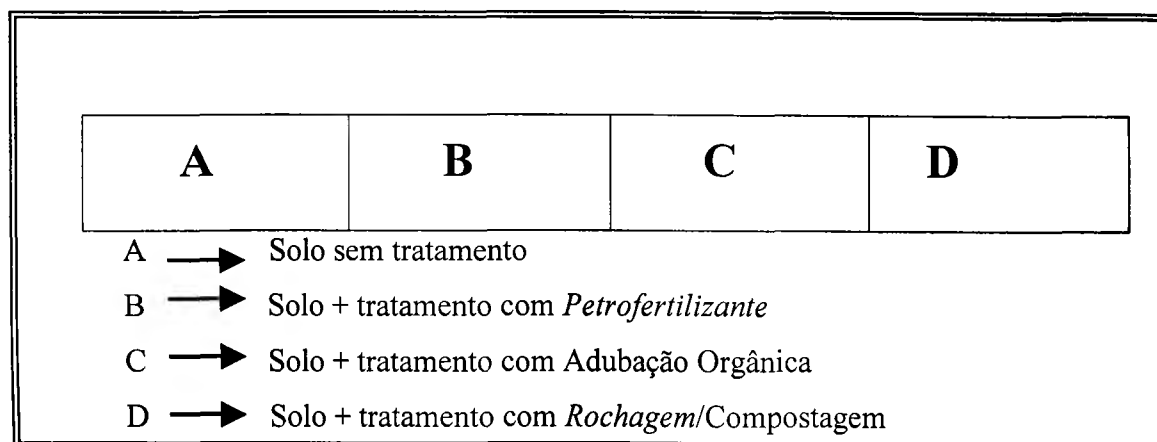 A B C D
A Solo sem tratamento
B Solo + tratamento com Petrofertilizante
C Solo + tratamento com Adubação Orgânica
D Solo + tratamento com Rochagem/Compostagem